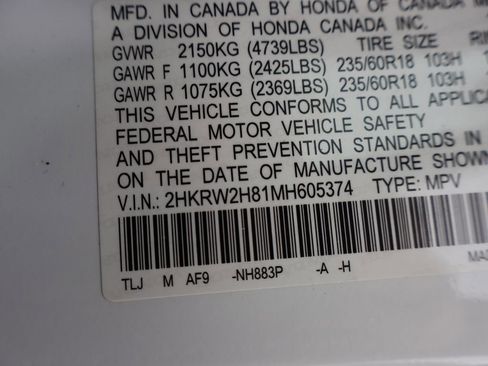 MFD. IN CANADA BY HONDA OF CANADA
A DIVISION OF HONDA CANADA INC.
GVWR 2150KG (4739LBS) TIRE SIZE
GAWR F 1100KG (2425LBS) 235/60R18 103H
GAWR R 1075KG (2369LBS) 235/60R18 103H
THIS VEHICLE CONFORMS TO ALL
FEDERAL MOTOR VEHICLE SAFETY
AND THEFT PREVENTION STANDARDS IN
ON THE DATE OF MANUFACTURE SHOWN
V.I.N.: 2HKRW2H81MH605374 TYPE: MPV
TLJ M AF9 -NH883P -A -H